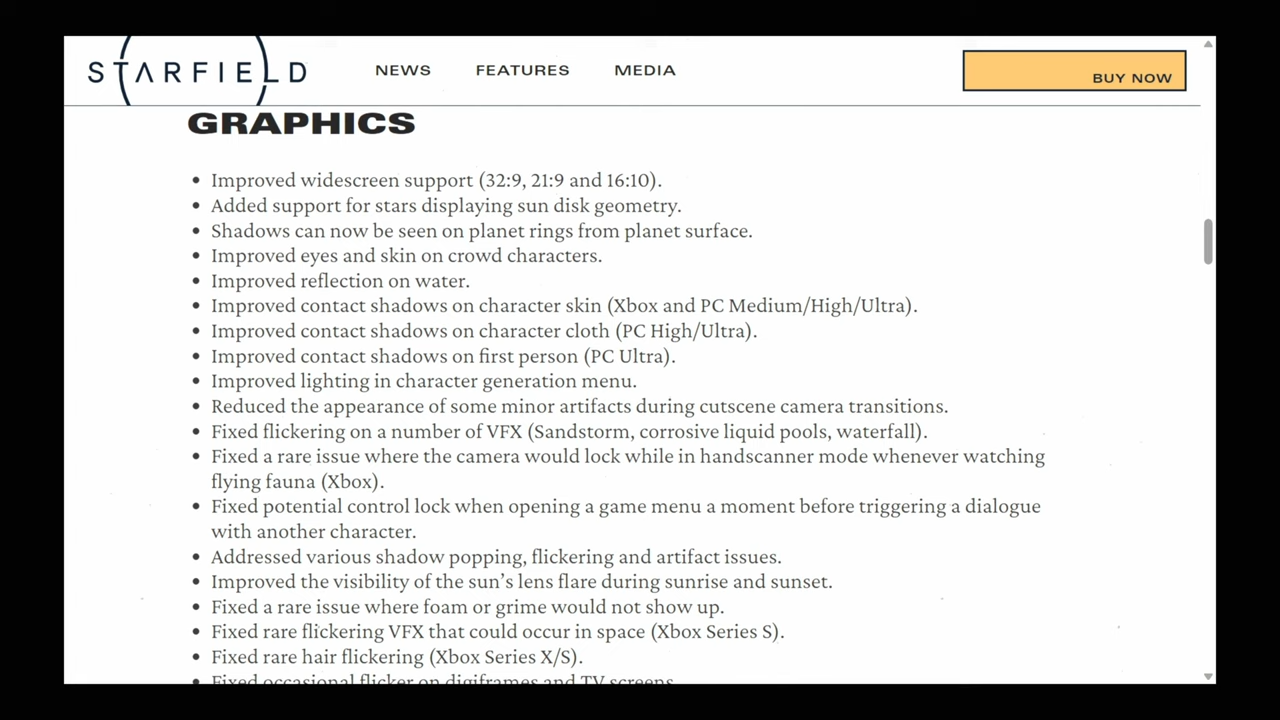 STARFIELD
NEWS
FEATURES
MEDIA
BUY NOW
GRAPHICS
• Improved widescreen support (32:9, 21:9 and 16:10).
• Added support for stars displaying sun disk geometry.
• Shadows can now be seen on planet rings from planet surface.
• Improved eyes and skin on crowd characters.
• Improved reflection on water.
• Improved contact shadows on character skin (Xbox and PC Medium/High/Ultra).
• Improved contact shadows on character cloth (PC High/Ultra).
• Improved contact shadows on first person (PC Ultra).
• Improved lighting in character generation menu.
• Reduced the appearance of some minor artifacts during cutscene camera transitions.
• Fixed flickering on a number of VFX (Sandstorm, corrosive liquid pools, waterfall).
• Fixed a rare issue where the camera would lock while in handscanner mode whenever watching
flying fauna (Xbox).
• Fixed potential control lock when opening a game menu a moment before triggering a dialogue
with another character.
• Addressed various shadow popping, flickering and artifact issues.
• Improved the visibility of the sun's lens flare during sunrise and sunset.
• Fixed a rare issue where foam or grime would not show up.
• Fixed rare flickering VFX that could occur in space (Xbox Series S).
• Fixed rare hair flickering (Xbox Series X/S).
• Fixed occasional flicker on digiframes and TV screens.